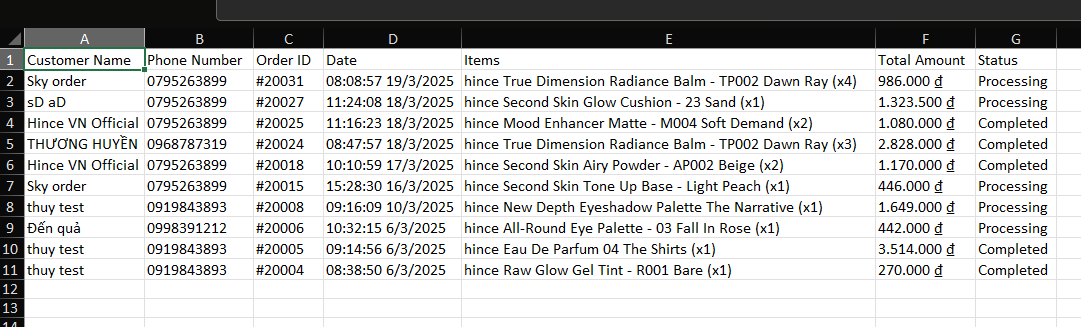 A B C D E F G
1 Customer Name Phone Number Order ID Date Items Total Amount Status
2 Sky order 0795263899 #20031 08:08:57 19/3/2025 hince True Dimension Radiance Balm - TP002 Dawn Ray (x4) 986.000 ₫ Processing
3 sD aD 0795263899 #20027 11:24:08 18/3/2025 hince Second Skin Glow Cushion - 23 Sand (x1) 1.323.500 ₫ Processing
4 Hince VN Official 0795263899 #20025 11:16:23 18/3/2025 hince Mood Enhancer Matte - M004 Soft Demand (x2) 1.080.000 ₫ Completed
5 THƯƠNG HUYỀN 0968787319 #20024 08:47:57 18/3/2025 hince True Dimension Radiance Balm - TP002 Dawn Ray (x3) 2.828.000 ₫ Completed
6 Hince VN Official 0795263899 #20018 10:10:59 17/3/2025 hince Second Skin Airy Powder - AP002 Beige (x2) 1.170.000 ₫ Completed
7 Sky order 0795263899 #20015 15:28:30 16/3/2025 hince Second Skin Tone Up Base - Light Peach (x1) 446.000 ₫ Processing
8 thuy test 0919843893 #20008 09:16:09 10/3/2025 hince New Depth Eyeshadow Palette The Narrative (x1) 1.649.000 ₫ Processing
9 Đến quả 0998391212 #20006 10:32:15 6/3/2025 hince All-Round Eye Palette - 03 Fall In Rose (x1) 442.000 ₫ Processing
10 thuy test 0919843893 #20005 09:14:56 6/3/2025 hince Eau De Parfum 04 The Shirts (x1) 3.514.000 ₫ Completed
11 thuy test 0919843893 #20004 08:38:50 6/3/2025 hince Raw Glow Gel Tint - R001 Bare (x1) 270.000 ₫ Completed
12
13
14